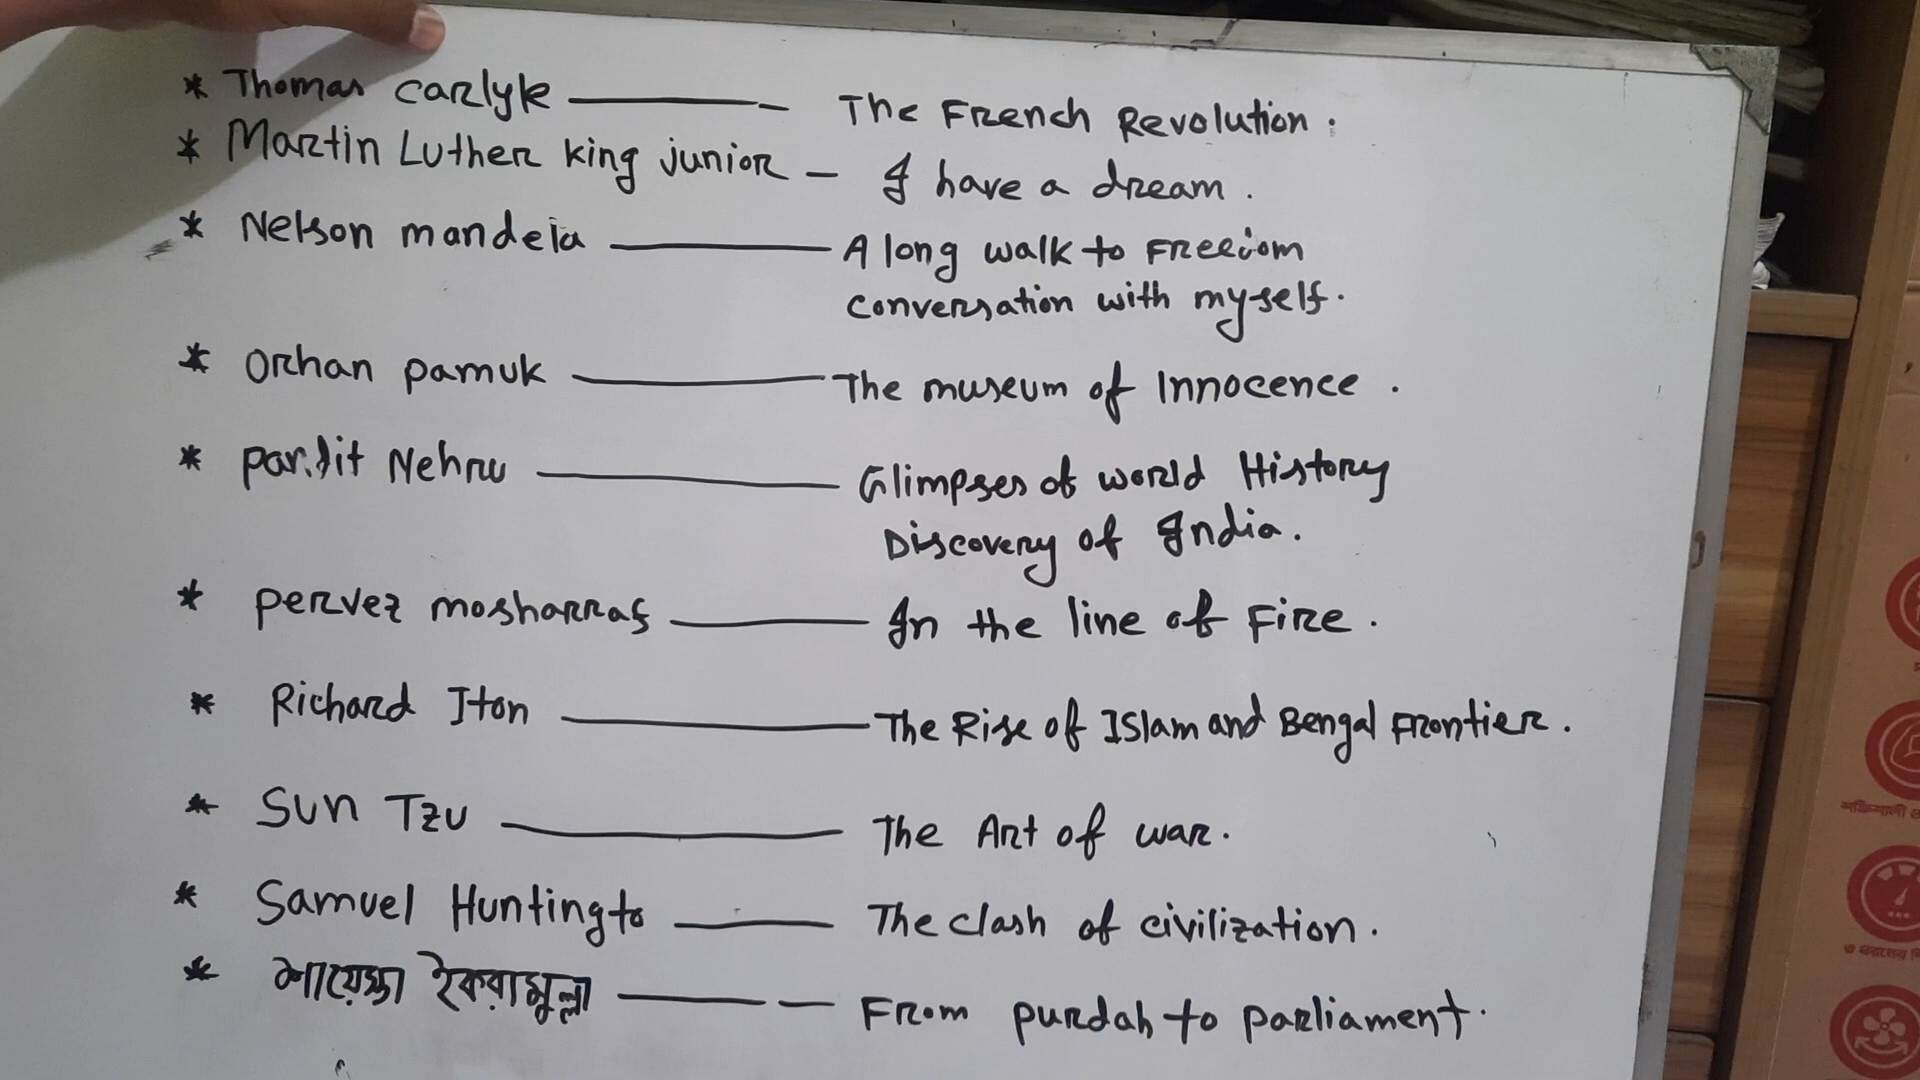 * Thomas Carlyle ——— The French Revolution.
* Martin Luther king junior — I have a dream.
* Nelson mandela ——— A long walk to Freedom
conversation with myself.
* Orhan pamuk ——— The museum of Innocence.
* pandit Nehru ——— Glimpses of world History
Discovery of India.
* pervez mosharraf ——— In the line of Fire.
* Richard Iton ——— The Rise of Islam and Bengal Frontier.
* Sun Tzu ——— The Art of war.
* Samuel Huntingto ——— The clash of civilization.
* শায়েস্তা ইকরামুল্লা ——— From purdah to parliament.